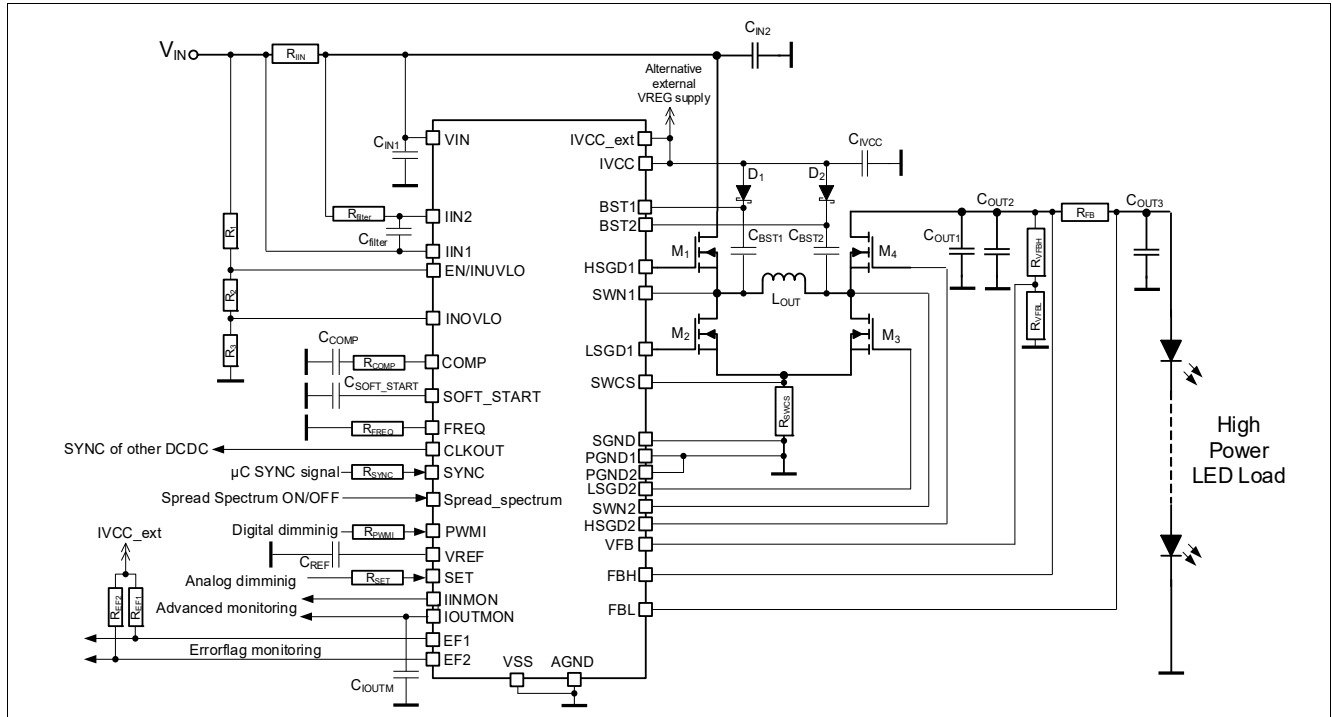 VIN
RIIN
CIN2
Alternative
external
VREG supply
CIN1
VIN
IVCC_ext
IVCC
CIVCC
D1
D2
BST1
BST2
CBST1
CBST2
Rfilter
Cfilter
IIN2
IIN1
R1
R2
R3
EN/INUVLO
INOVLO
HSGD1
SWN1
LSGD1
SWCS
M1
M2
M3
M4
LOUT
RSWCS
COUT1
COUT2
RFB
COUT3
RVFBH
RVFBL
CCOMP
RCOMP
COMP
CSOFT_START
SOFT_START
RFREQ
FREQ
SYNC of other DCDC
CLKOUT
µC SYNC signal
RSYNC
SYNC
Spread Spectrum ON/OFF
Spread_spectrum
Digital dimminig
RPWMI
PWMI
CREF
VREF
Analog dimminig
RSET
SET
Advanced monitoring
IINMON
IOUTMON
IVCC_ext
REF2
REF1
EF1
Errorflag monitoring
EF2
CIOUTM
VSS
AGND
SGND
PGND1
PGND2
LSGD2
SWN2
HSGD2
VFB
FBH
FBL
High
Power
LED Load